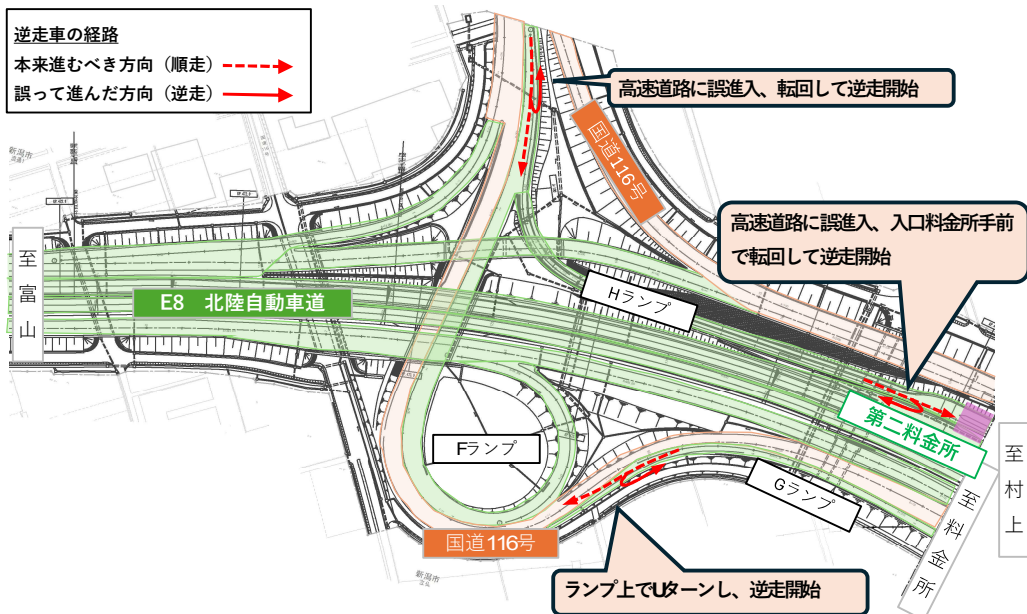 逆走車の経路
本来進むべき方向（順走）
誤って進んだ方向（逆走）
高速道路に誤進入、転回して逆走開始
国道116号
高速道路に誤進入、入口料金所手前
で転回して逆走開始
新潟市
至富山
E8 北陸自動車道
Hランプ
第二料金所
Fランプ
Gランプ
至村上
至料金所
国道116号
新潟市
ランプ上でUターンし、逆走開始